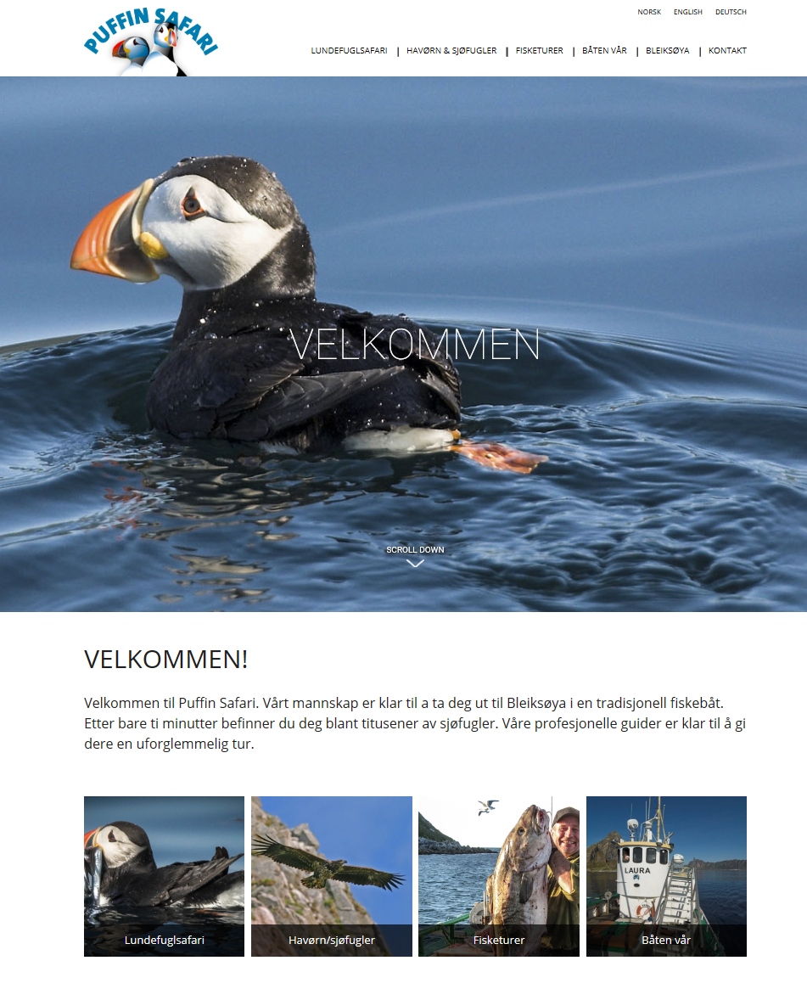 PUFFIN SAFARI
NORSK ENGLISH DEUTSCH
LUNDEFUGLSAFARI | HAVØRN & SJØFUGLER | FISKETURER | BÅTEN VÅR | BLEIKSØYA | KONTAKT
VELKOMMEN
SCROLL DOWN
VELKOMMEN!
Velkommen til Puffin Safari. Vårt mannskap er klar til a ta deg ut til Bleiksøya i en tradisjonell fiskebåt.
Etter bare ti minutter befinner du deg blant titusener av sjøfugler. Våre profesjonelle guider er klar til å gi
dere en uforglemmelig tur.
LAURA
Lundefuglsafari
Havørn/sjøfugler
Fisketurer
Båten vår